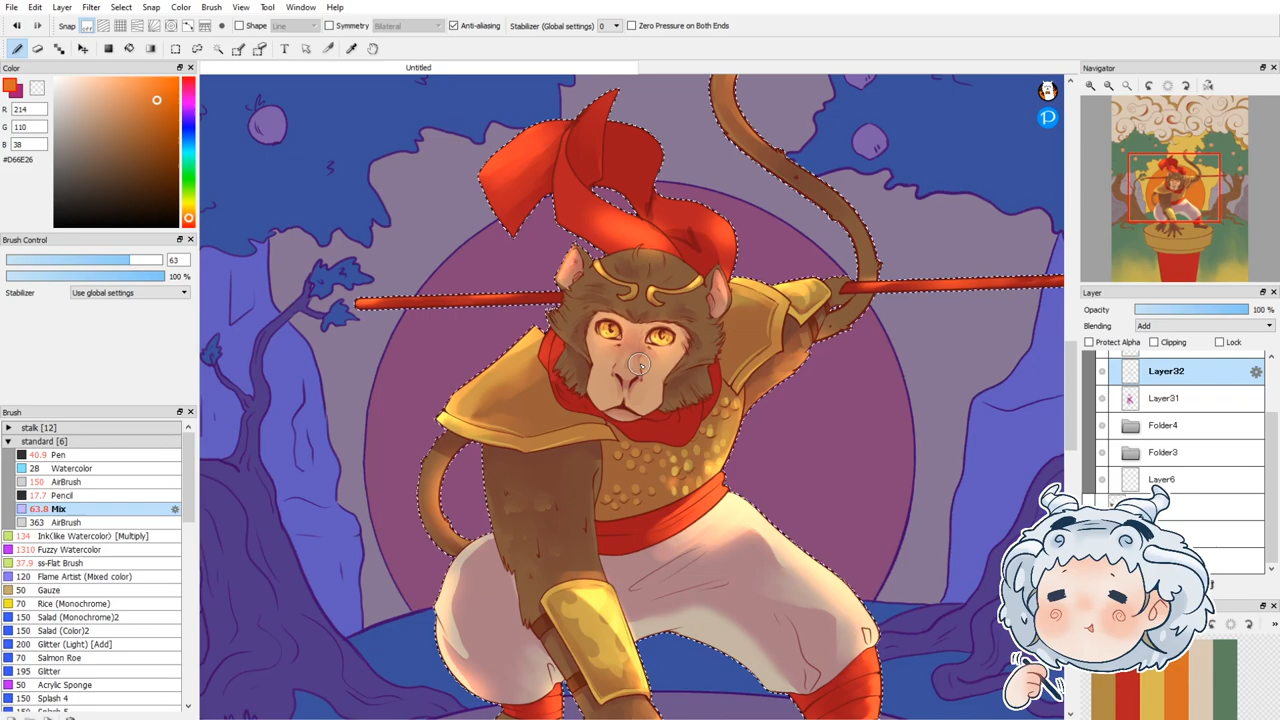 File Edit Layer Filter Select Snap Color Brush View Tool Window Help
Snap off Shape Line Symmetry Bilateral Anti-aliasing Stabilizer (Global settings) 0 Zero Pressure on Both Ends
Color
Untitled
Navigator
R 214
G 110
B 38
#D66E26
Brush Control
63
100 %
Stabilizer Use global settings
Layer
Opacity 100 %
Blending Add
Protect Alpha Clipping Lock
Layer32
Layer31
Folder4
Folder3
Layer6
Brush
stalk [12]
standard [6]
40.9 Pen
28 Watercolor
150 AirBrush
17.7 Pencil
63.8 Mix
363 AirBrush
134 Ink(like Watercolor) [Multiply]
1310 Fuzzy Watercolor
37.9 ss-Flat Brush
120 Flame Artist (Mixed color)
50 Gauze
70 Rice (Monochrome)
150 Salad (Monochrome)2
150 Salad (Color)2
200 Glitter (Light) [Add]
70 Salmon Roe
195 Glitter
50 Acrylic Sponge
150 Splash 4
150 Splash 5